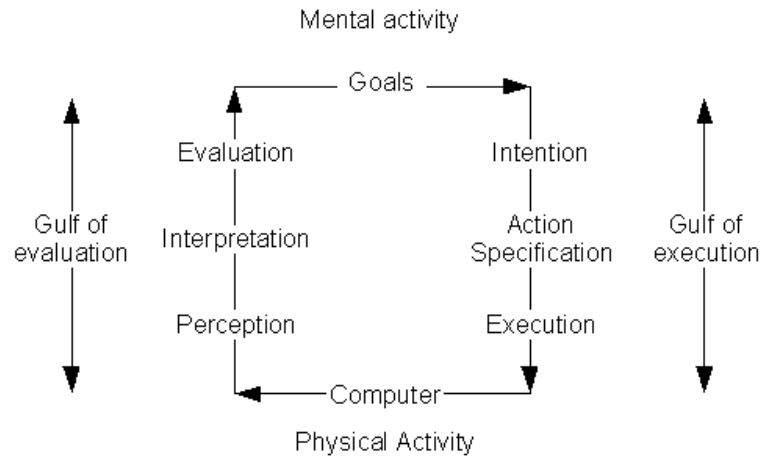 Mental activity
Goals
Evaluation
Intention
Gulf of
evaluation
Interpretation
Action
Specification
Gulf of
execution
Perception
Execution
Computer
Physical Activity